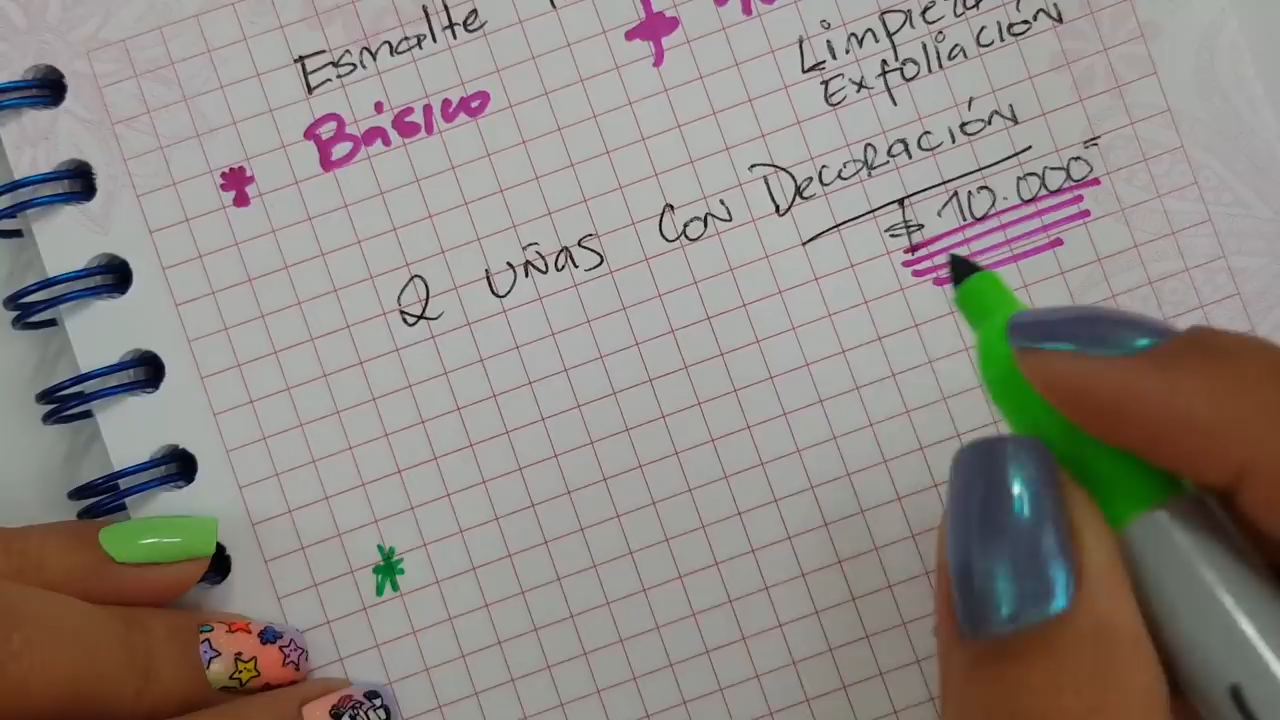 Esmalte
+
Limpieza
Exfoliación
* Básico
2 uñas con Decoración
$ 10.000=
*